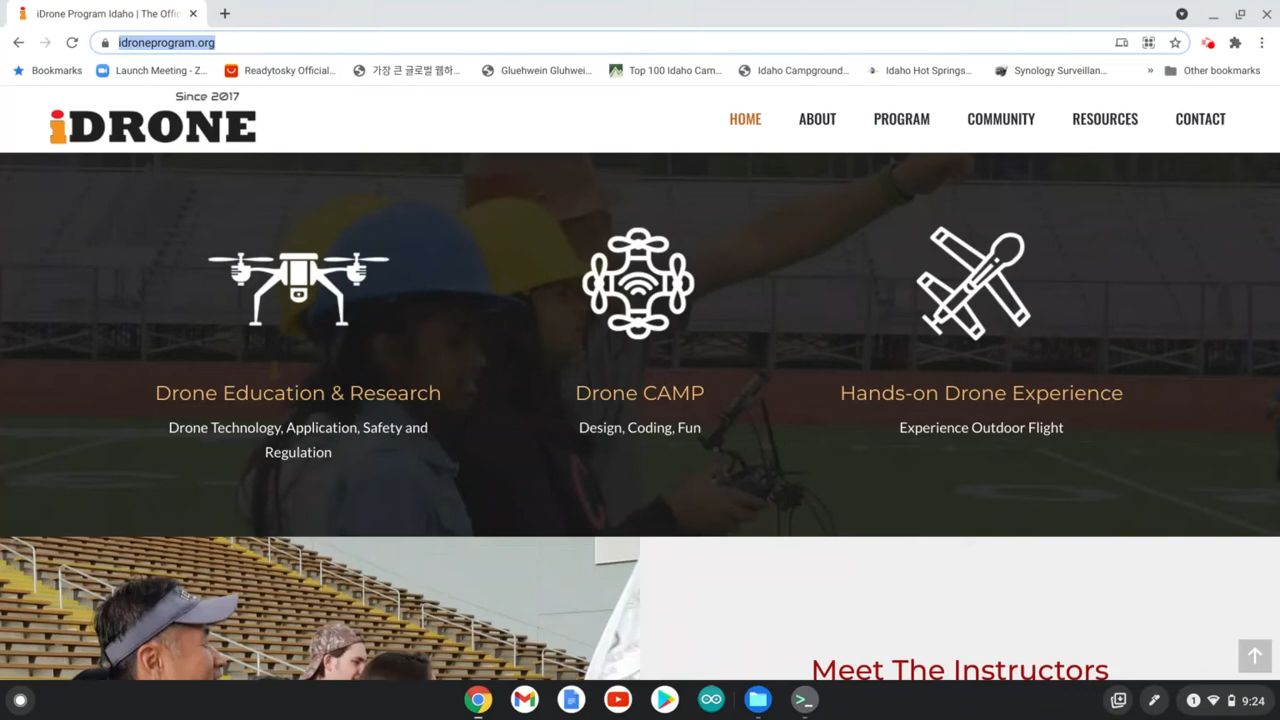 iDrone Program Idaho | The Offic
idroneprogram.org
Bookmarks
Launch Meeting - Z...
Readytosky Official...
가장 큰 글로벌 웹하...
Gluehwein Gluhwei...
Top 100 Idaho Cam...
Idaho Campground...
Idaho Hot Springs...
Synology Surveillan...
»
Other bookmarks
Since 2017
iDRONE
HOME
ABOUT
PROGRAM
COMMUNITY
RESOURCES
CONTACT
Drone Education & Research
Drone Technology, Application, Safety and
Regulation
Drone CAMP
Design, Coding, Fun
Hands-on Drone Experience
Experience Outdoor Flight
Meet The Instructors
1
9:24